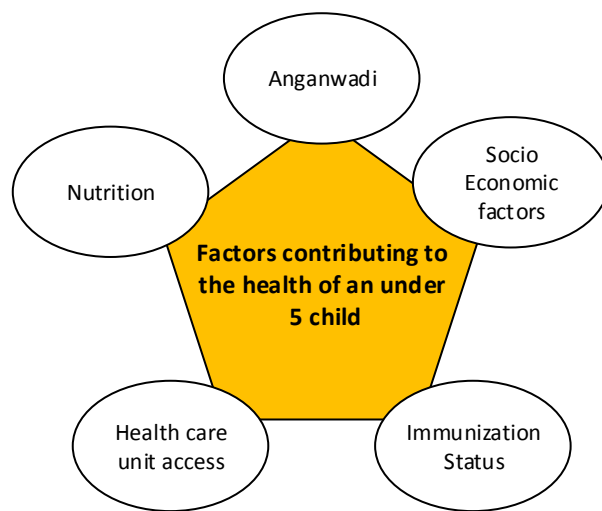 Anganwadi
Nutrition
Socio
Economic
factors
Factors contributing to
the health of an under
5 child
Health care
unit access
Immunization
Status